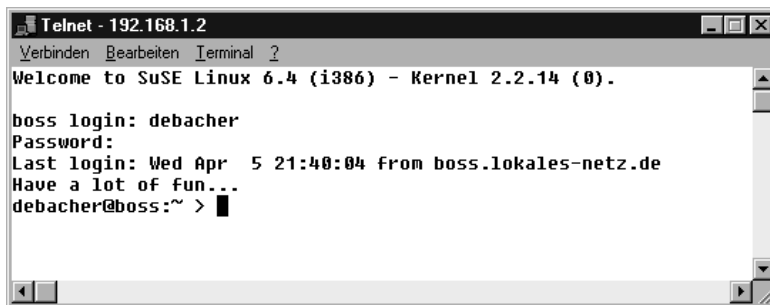 Telnet - 192.168.1.2
Verbinden Bearbeiten Terminal ?
Welcome to SuSE Linux 6.4 (i386) - Kernel 2.2.14 (0).
boss login: debacher
Password:
Last login: Wed Apr  5 21:40:04 from boss.lokales-netz.de
Have a lot of fun...
debacher@boss:~ >